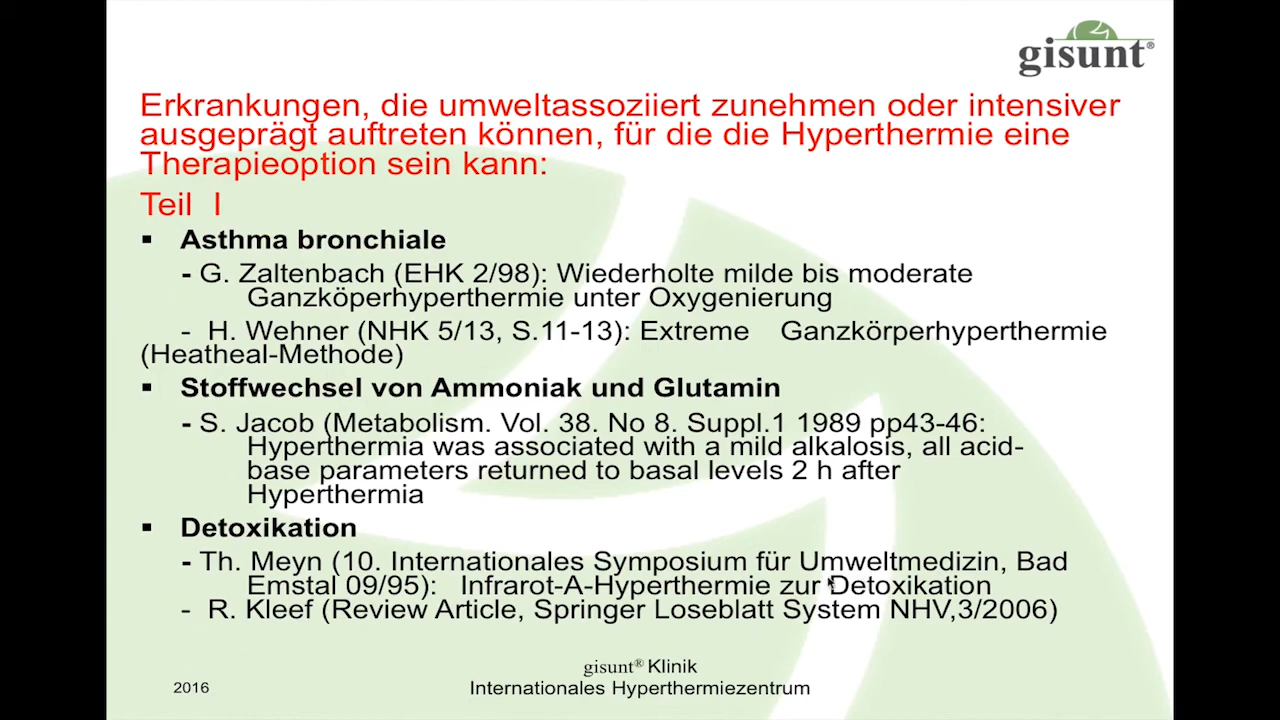 gisunt®
Erkrankungen, die umweltassoziiert zunehmen oder intensiver
ausgeprägt auftreten können, für die die Hyperthermie eine
Therapieoption sein kann:
Teil I
▪ Asthma bronchiale
- G. Zaltenbach (EHK 2/98): Wiederholte milde bis moderate
Ganzköperhyperthermie unter Oxygenierung
- H. Wehner (NHK 5/13, S.11-13): Extreme Ganzkörperhyperthermie
(Heatheal-Methode)
▪ Stoffwechsel von Ammoniak und Glutamin
- S. Jacob (Metabolism. Vol. 38. No 8. Suppl.1 1989 pp43-46:
Hyperthermia was associated with a mild alkalosis, all acid-
base parameters returned to basal levels 2 h after
Hyperthermia
▪ Detoxikation
- Th. Meyn (10. Internationales Symposium für Umweltmedizin, Bad
Emstal 09/95): Infrarot-A-Hyperthermie zur Detoxikation
- R. Kleef (Review Article, Springer Loseblatt System NHV,3/2006)
gisunt® Klinik
2016 Internationales Hyperthermiezentrum